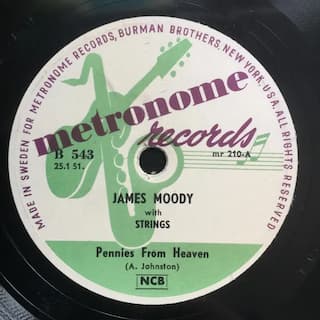 MADE IN SWEDEN FOR METRONOME RECORDS, BURMAN BROTHERS, NEW YORK. U.S.A. ALL RIGHTS RESERVED
metronome
records
B 543
25.1 51.
mr 210-A
JAMES MOODY
with
STRINGS
Pennies From Heaven
(A. Johnston)
NCB